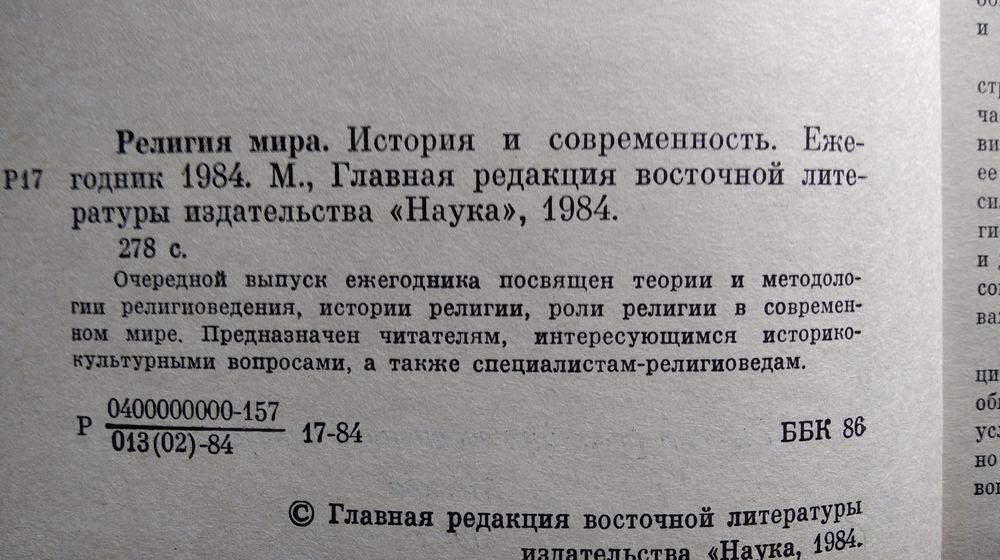 Религия мира. История и современность. Еже-
Р17 годник 1984. М., Главная редакция восточной лите-
ратуры издательства «Наука», 1984.
278 с.
Очередной выпуск ежегодника посвящен теории и методоло-
гии религиоведения, истории религии, роли религии в современ-
ном мире. Предназначен читателям, интересующимся историко-
культурными вопросами, а также специалистам-религиоведам.
0400000000-157
Р 17-84 ББК 86
013(02)-84
© Главная редакция восточной литературы
издательства «Наука, 1984.
и
ее
и
но